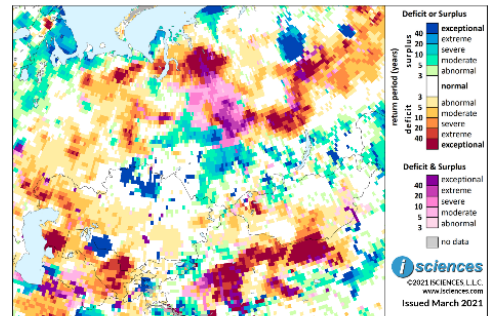 Deficit or Surplus
return period (years)
surplus
deficit
40
20
10
5
3
exceptional
extreme
severe
moderate
abnormal
normal
3
5
10
20
40
abnormal
moderate
severe
extreme
exceptional
Deficit & Surplus
40
20
10
5
3
exceptional
extreme
severe
moderate
abnormal
no data
isciences
©2021 ISCIENCES L.L.C.
www.isciences.com
Issued March 2021